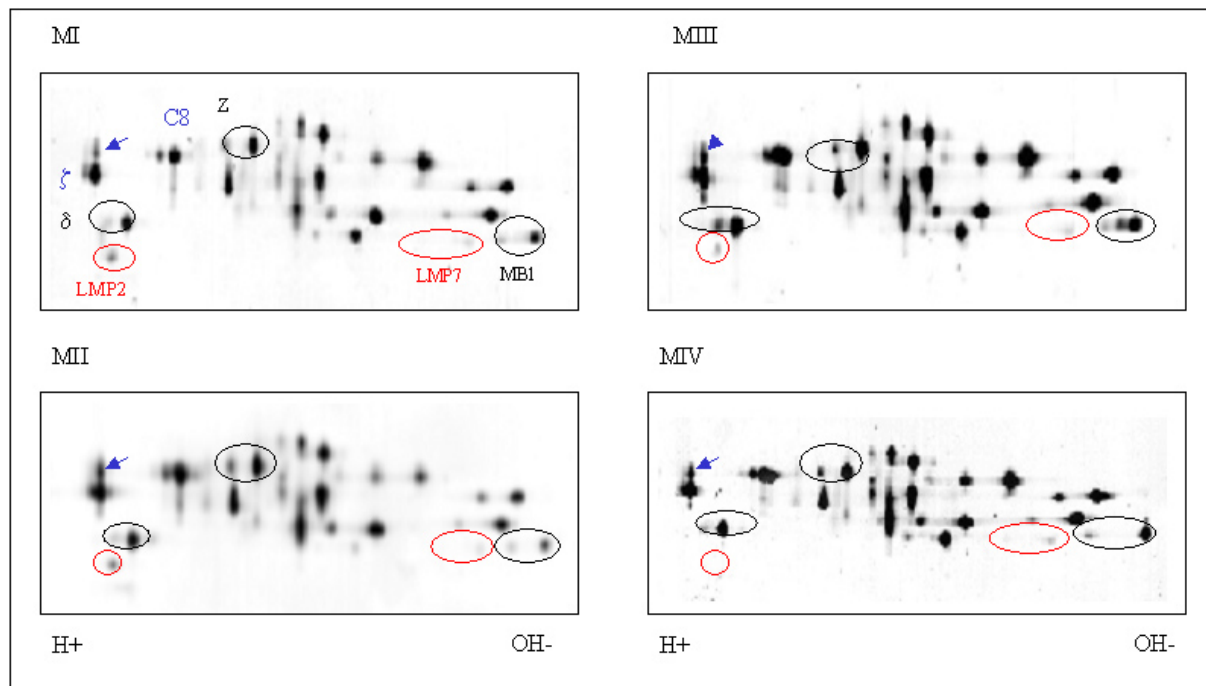 MI
MIII
C8
Z
ζ
δ
LMP2
LMP7
MB1
MII
MIV
H+
OH-
H+
OH-